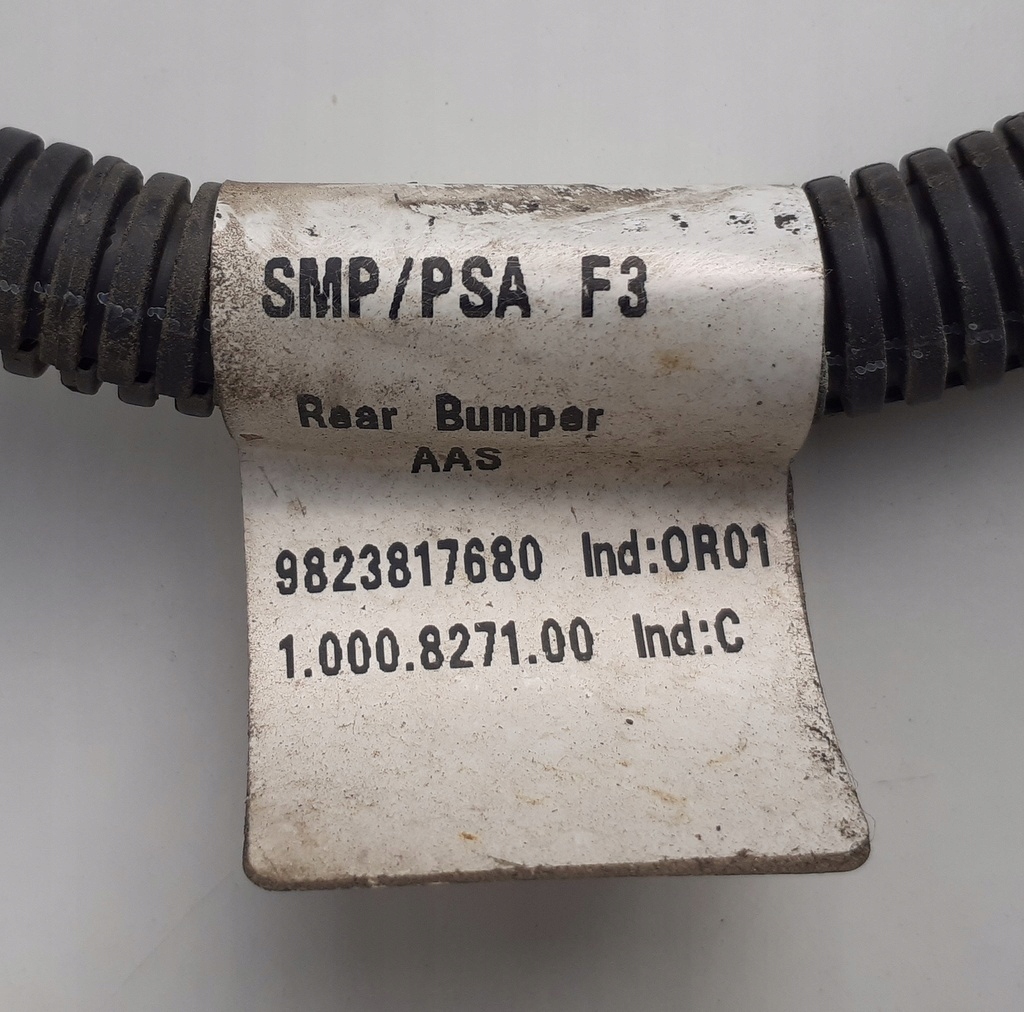 SMP/PSA F3
Rear Bumper
AAS
9823817680 Ind:OR01
1.000.8271.00 Ind:C